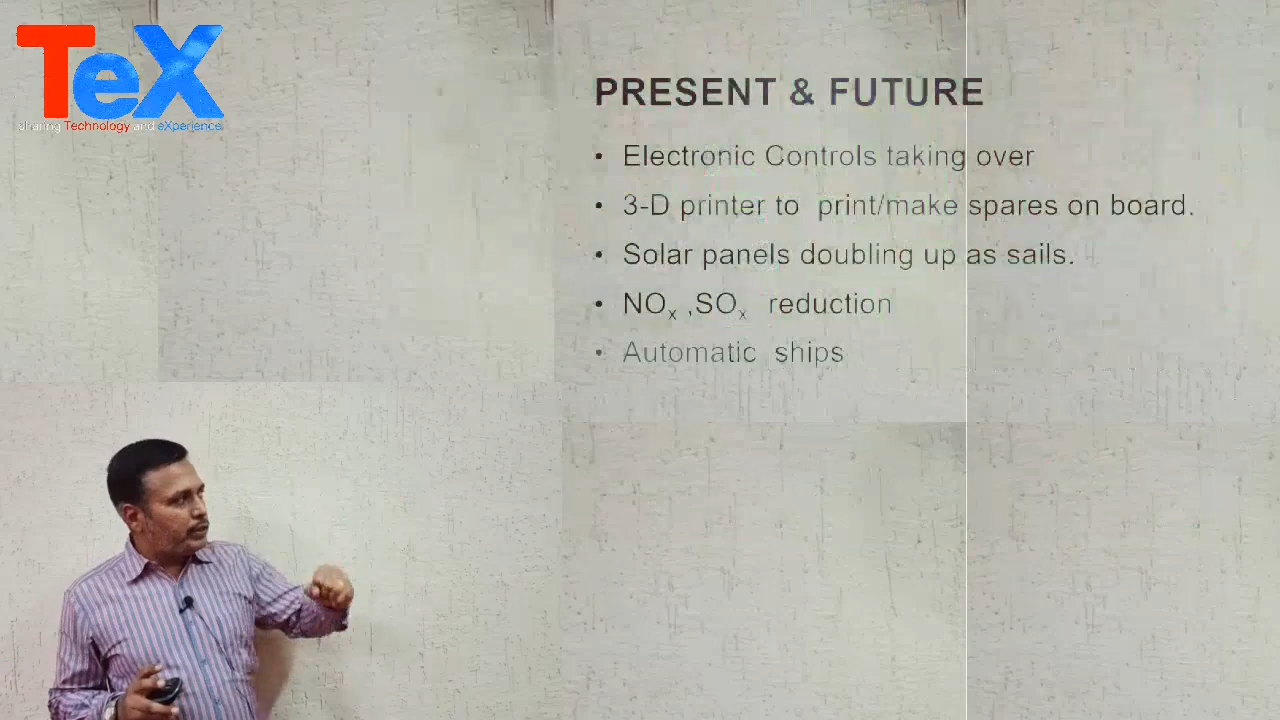 TeX
sharing Technology and eXperience
PRESENT & FUTURE
• Electronic Controls taking over
• 3-D printer to print/make spares on board.
• Solar panels doubling up as sails.
• NOₓ ,SOₓ reduction
• Automatic ships